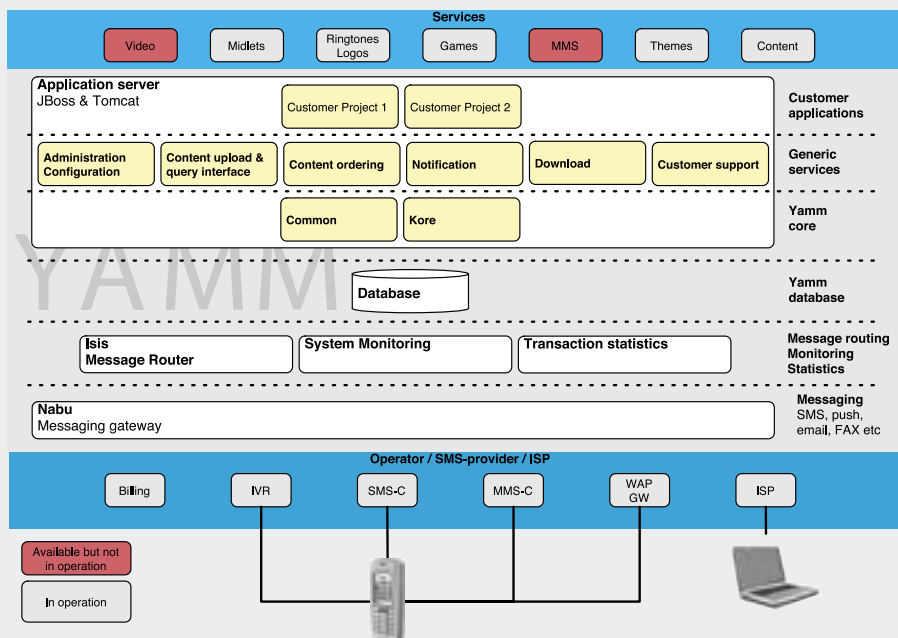 Services
Video
Midlets
Ringtones
Logos
Games
MMS
Themes
Content
Application server
JBoss & Tomcat
Customer Project 1
Customer Project 2
Customer
applications
Administration
Configuration
Content upload &
query interface
Content ordering
Notification
Download
Customer support
Generic
services
Common
Kore
Yamm
core
YAMM
Database
Yamm
database
Isis
Message Router
System Monitoring
Transaction statistics
Message routing
Monitoring
Statistics
Nabu
Messaging gateway
Messaging
SMS, push,
email, FAX etc
Operator / SMS-provider / ISP
Billing
IVR
SMS-C
MMS-C
WAP
GW
ISP
Available but not
in operation
In operation